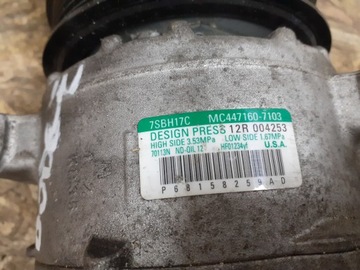 7SBH17C MC447160-7103
DESIGN PRESS 12R 004253
HIGH SIDE 3.53MPa LOW SIDE 1.67MPa
70113N ND-OIL 12 HFO1234yf U.S.A.
P68158259AD